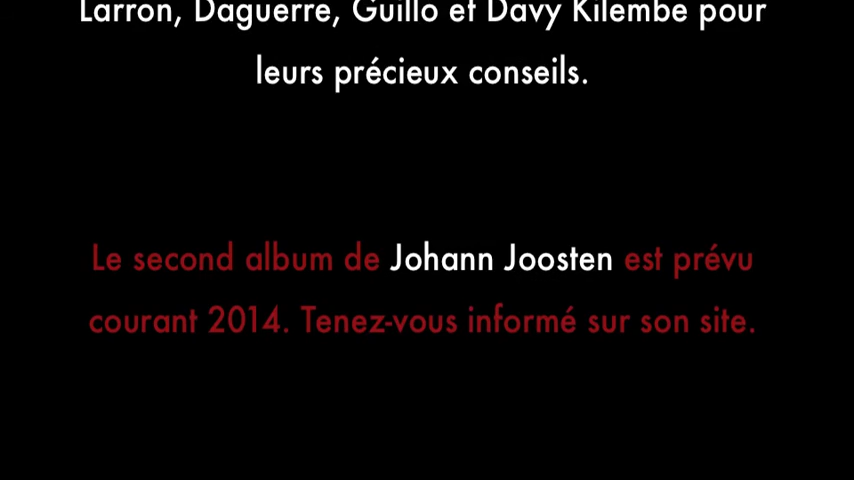 Larron, Daguerre, Guillo et Davy Kilembe pour
leurs précieux conseils.
Le second album de Johann Joosten est prévu
courant 2014. Tenez-vous informé sur son site.